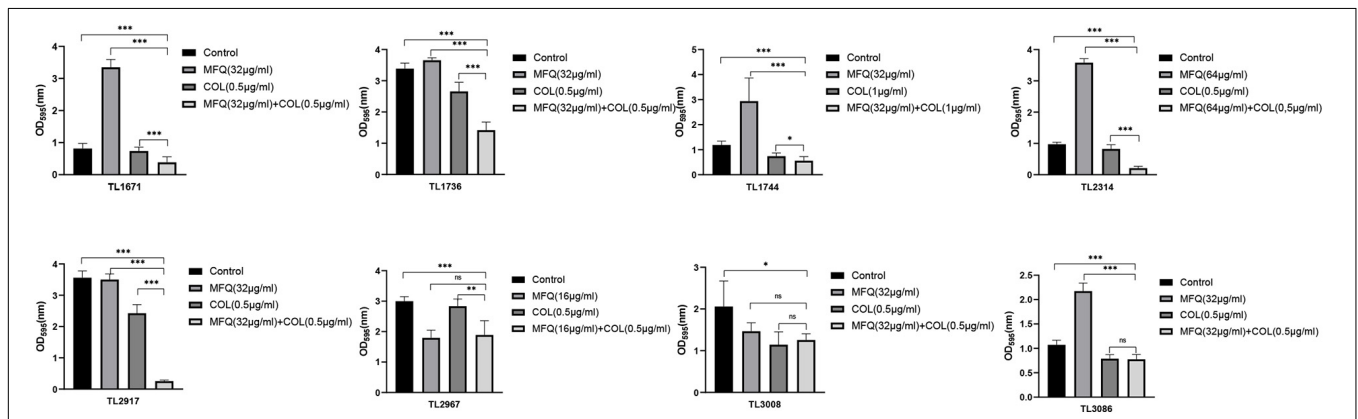 ***
***
***
OD595(nm)
4
3
2
1
0
TL1671
Control
MFQ(32μg/ml)
COL(0.5μg/ml)
MFQ(32μg/ml)+COL(0.5μg/ml)
***
***
***
OD595(nm)
4
3
2
1
0
TL1736
Control
MFQ(32μg/ml)
COL(0.5μg/ml)
MFQ(32μg/ml)+COL(0.5μg/ml)
***
***
*
OD595(nm)
5
4
3
2
1
0
TL1744
Control
MFQ(32μg/ml)
COL(1μg/ml)
MFQ(32μg/ml)+COL(1μg/ml)
***
***
***
OD595(nm)
4
3
2
1
0
TL2314
Control
MFQ(64μg/ml)
COL(0.5μg/ml)
MFQ(64μg/ml)+COL(0,5μg/ml)
***
***
***
OD595(nm)
4
3
2
1
0
TL2917
Control
MFQ(32μg/ml)
COL(0.5μg/ml)
MFQ(32μg/ml)+COL(0.5μg/ml)
***
ns
**
OD595(nm)
4
3
2
1
0
TL2967
Control
MFQ(16μg/ml)
COL(0.5μg/ml)
MFQ(16μg/ml)+COL(0.5μg/ml)
*
ns
ns
OD595(nm)
3
2
1
0
TL3008
Control
MFQ(32μg/ml)
COL(0.5μg/ml)
MFQ(32μg/ml)+COL(0.5μg/ml)
***
***
ns
OD595(nm)
2.5
2.0
1.5
1.0
0.5
0.0
TL3086
Control
MFQ(32μg/ml)
COL(0.5μg/ml)
MFQ(32μg/ml)+COL(0.5μg/ml)